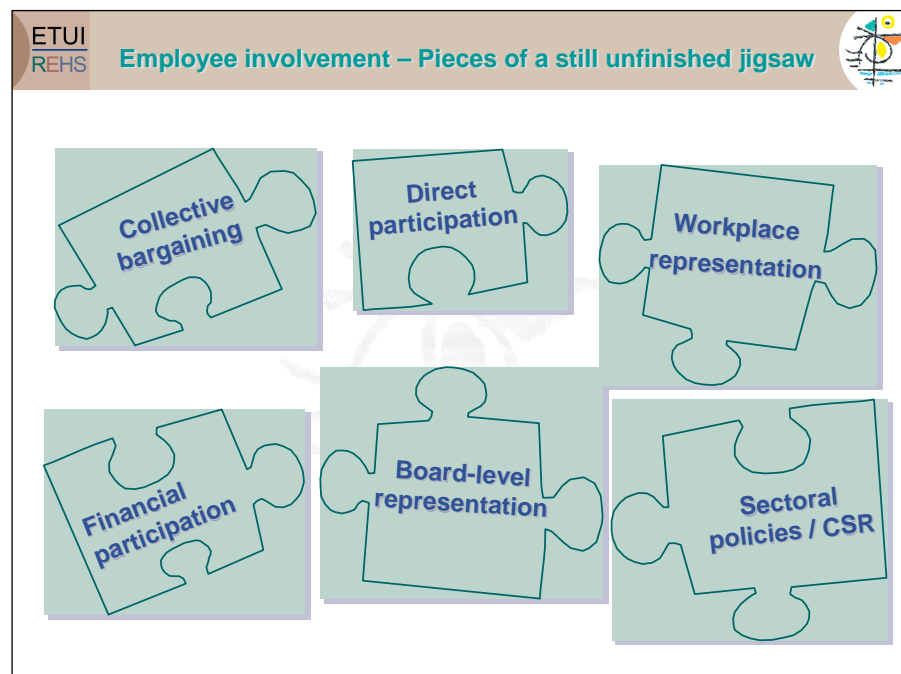 ETUI
REHS
Employee involvement – Pieces of a still unfinished jigsaw
Collective
bargaining
Direct
participation
Workplace
representation
Financial
participation
Board-level
representation
Sectoral
policies / CSR